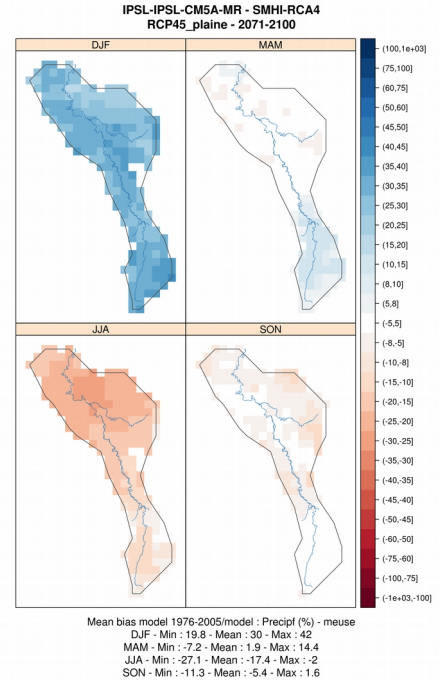 IPSL-IPSL-CM5A-MR - SMHI-RCA4
RCP45_plaine - 2071-2100
DJF
MAM
JJA
SON
(100,1e+03]
(75,100]
(60,75]
(50,60]
(45,50]
(40,45]
(35,40]
(30,35]
(25,30]
(20,25]
(15,20]
(10,15]
(8,10]
(5,8]
(-5,5]
(-8,-5]
(-10,-8]
(-15,-10]
(-20,-15]
(-25,-20]
(-30,-25]
(-35,-30]
(-40,-35]
(-45,-40]
(-50,-45]
(-60,-50]
(-75,-60]
(-100,-75]
(-1e+03,-100]
Mean bias model 1976-2005/model : Precipf (%) - meuse
DJF - Min : 19.8 - Mean : 30 - Max : 42
MAM - Min : -7.2 - Mean : 1.9 - Max : 14.4
JJA - Min : -27.1 - Mean : -17.4 - Max : -2
SON - Min : -11.3 - Mean : -5.4 - Max : 1.6